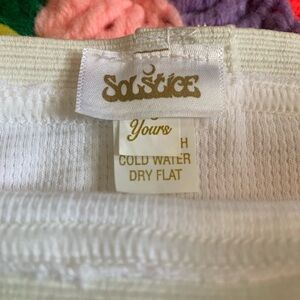 SOLSTICE
Yours
H
COLD WATER
DRY FLAT